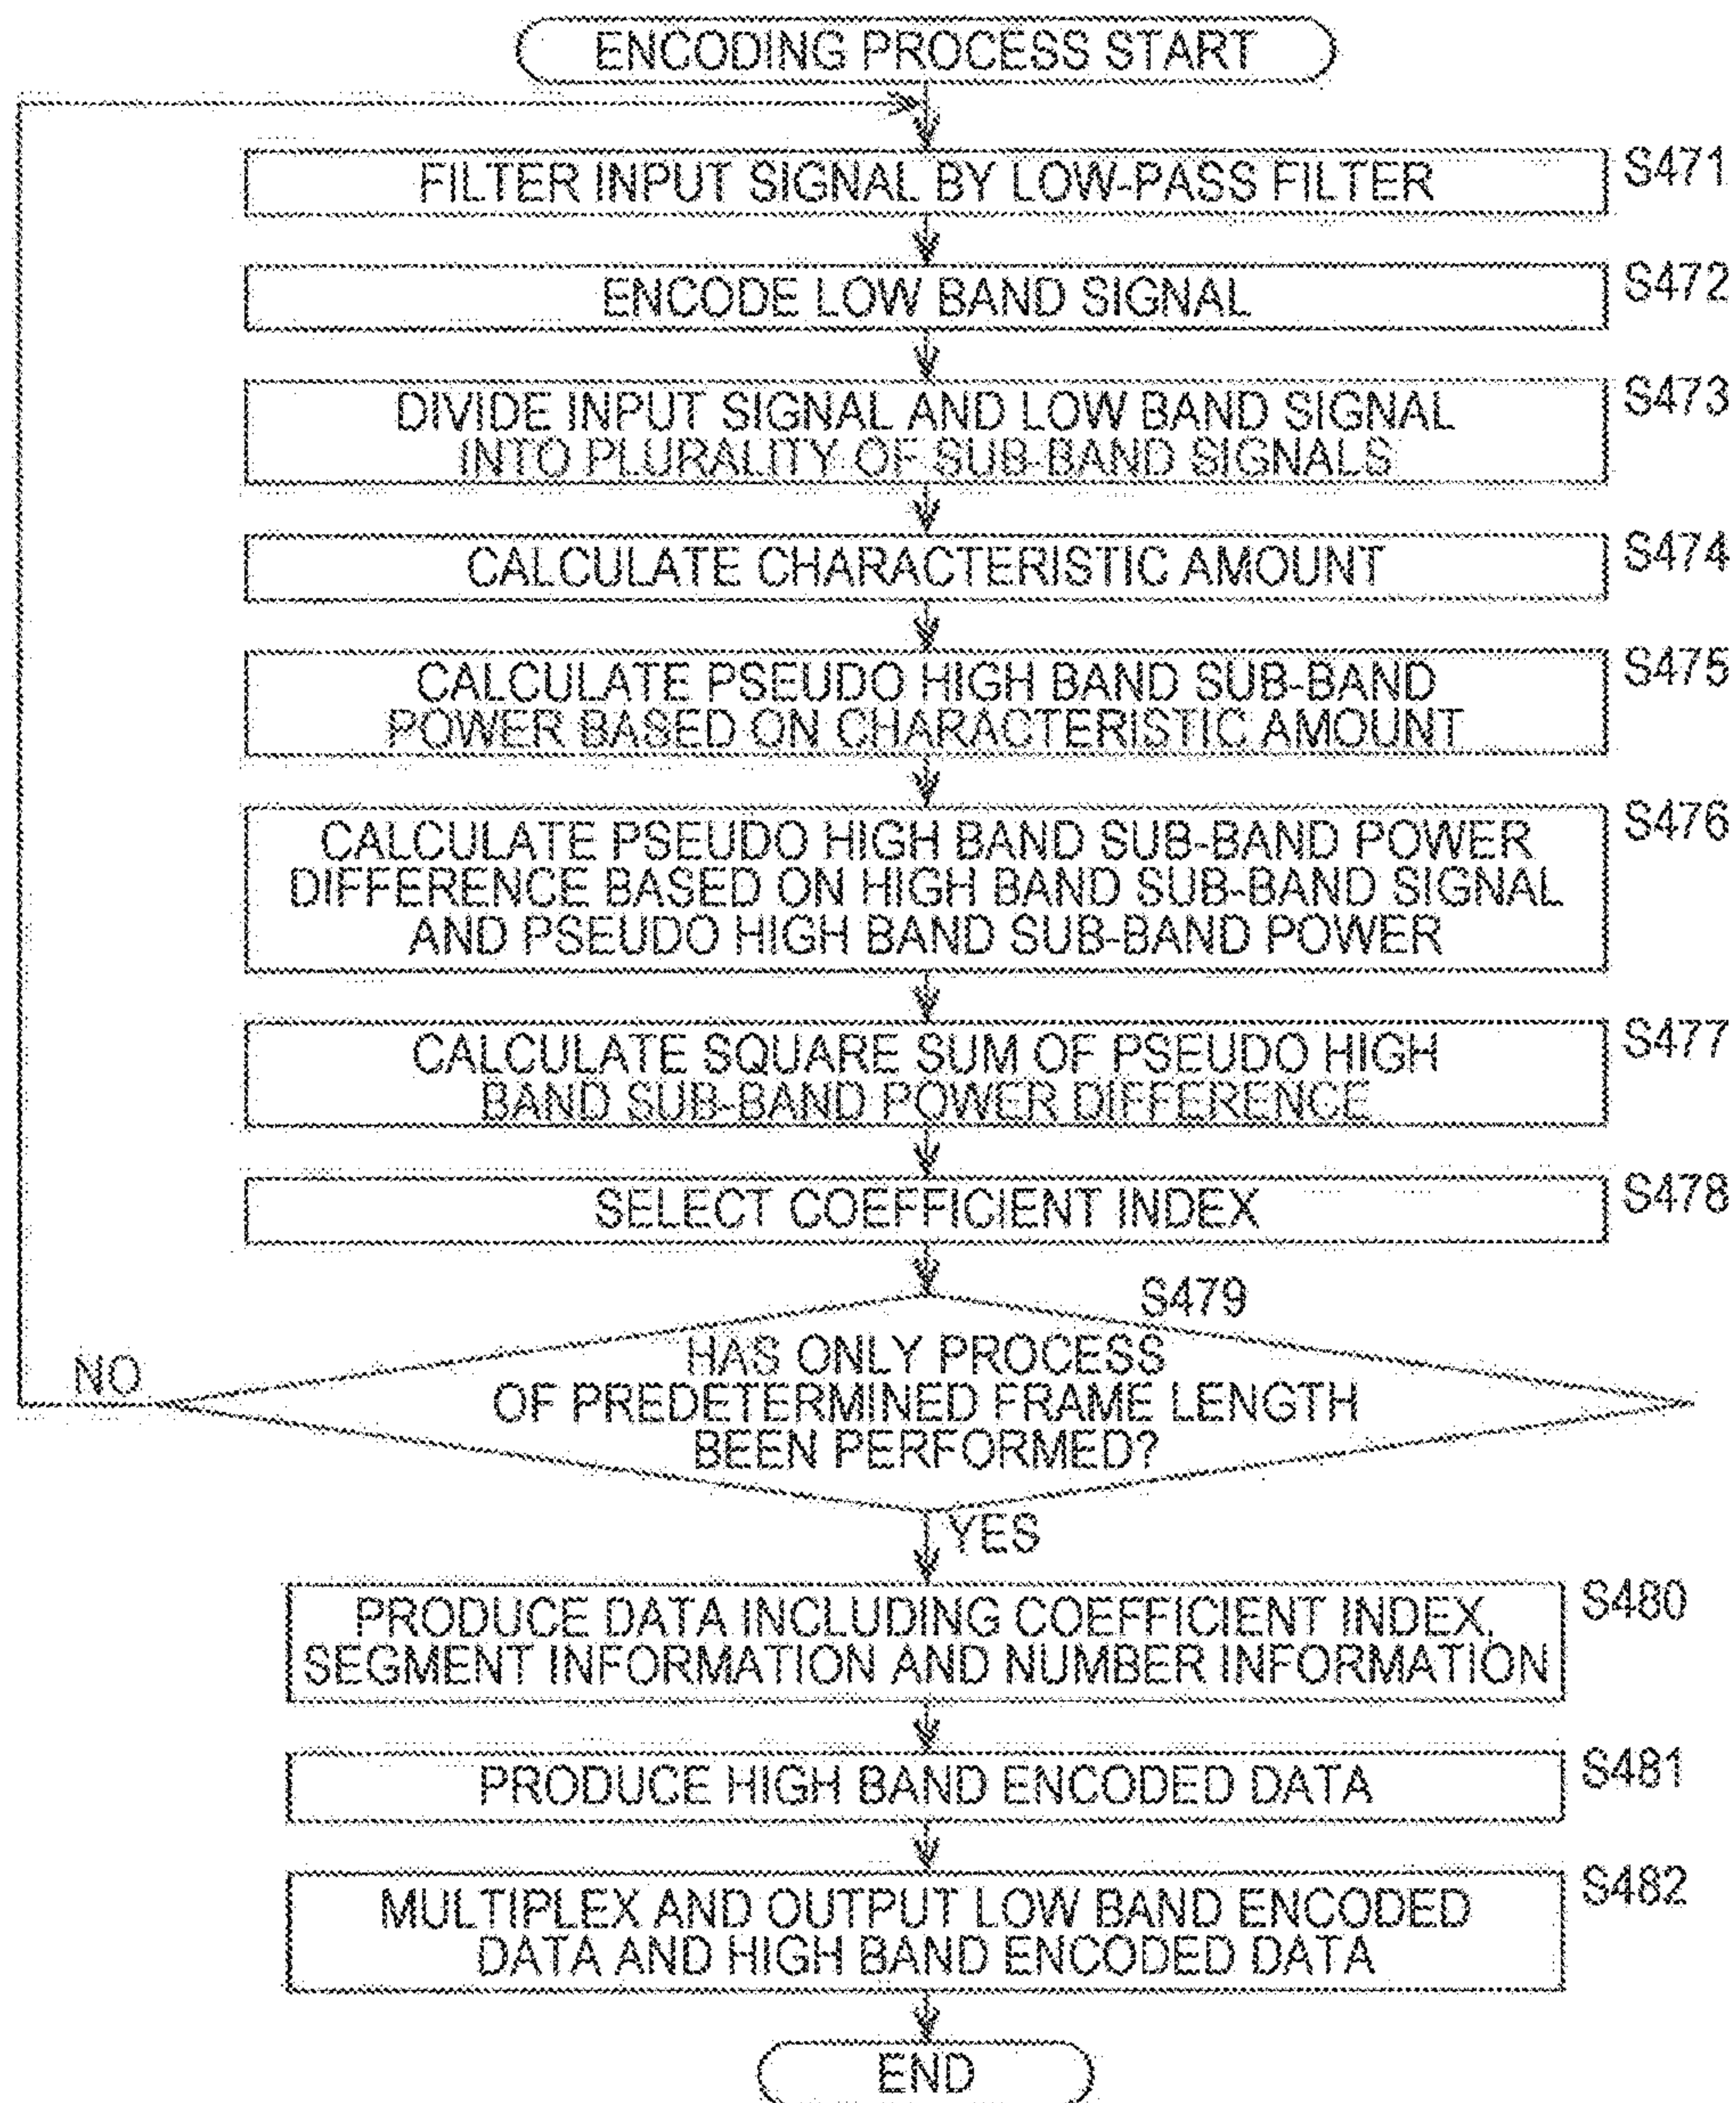 ENCODING PROCESS START
FILTER INPUT SIGNAL BY LOW-PASS FILTER
S471
ENCODE LOW BAND SIGNAL
S472
DIVIDE INPUT SIGNAL AND LOW BAND SIGNAL
INTO PLURALITY OF SUB-BAND SIGNALS
S473
CALCULATE CHARACTERISTIC AMOUNT
S474
CALCULATE PSEUDO HIGH BAND SUB-BAND
POWER BASED ON CHARACTERISTIC AMOUNT
S475
CALCULATE PSEUDO HIGH BAND SUB-BAND POWER
DIFFERENCE BASED ON HIGH BAND SUB-BAND SIGNAL
AND PSEUDO HIGH BAND SUB-BAND POWER
S476
CALCULATE SQUARE SUM OF PSEUDO HIGH
BAND SUB-BAND POWER DIFFERENCE
S477
SELECT COEFFICIENT INDEX
S478
S479
HAS ONLY PROCESS
OF PREDETERMINED FRAME LENGTH
BEEN PERFORMED?
NO
YES
PRODUCE DATA INCLUDING COEFFICIENT INDEX,
SEGMENT INFORMATION AND NUMBER INFORMATION
S480
PRODUCE HIGH BAND ENCODED DATA
S481
MULTIPLEX AND OUTPUT LOW BAND ENCODED
DATA AND HIGH BAND ENCODED DATA
S482
END